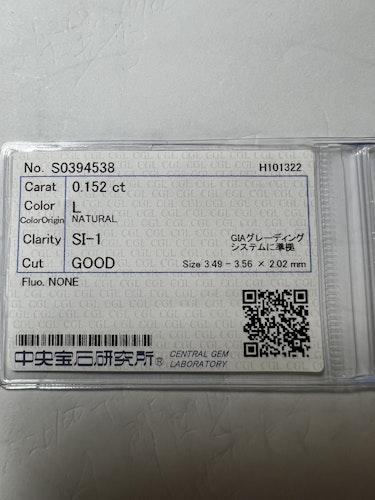 No. S0394538 H101322
Carat 0.152 ct
Color L
ColorOrigin NATURAL
Clarity SI-1 GIAグレーディング
システムに準拠
Cut GOOD Size 3.49 - 3.56 × 2.02 mm
Fluo. NONE
中央宝石研究所® CENTRAL GEM
LABORATORY